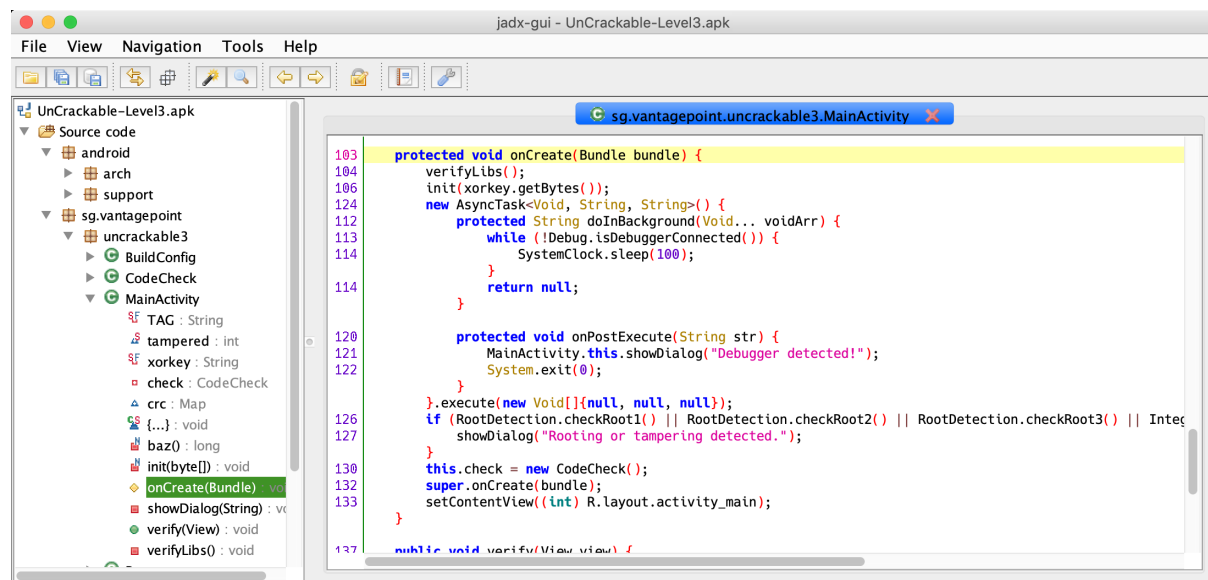 jadx-gui - UnCrackable-Level3.apk
File View Navigation Tools Help
UnCrackable-Level3.apk
Source code
android
arch
support
sg.vantagepoint
uncrackable3
BuildConfig
CodeCheck
MainActivity
TAG : String
tampered : int
xorkey : String
check : CodeCheck
crc : Map
{...} : void
baz() : long
init(byte[]) : void
onCreate(Bundle) : vo
showDialog(String) : vo
verify(View) : void
verifyLibs() : void
sg.vantagepoint.uncrackable3.MainActivity
103 protected void onCreate(Bundle bundle) {
104 verifyLibs();
106 init(xorkey.getBytes());
124 new AsyncTask<Void, String, String>() {
112 protected String doInBackground(Void... voidArr) {
113 while (!Debug.isDebuggerConnected()) {
114 SystemClock.sleep(100);
}
114 return null;
}
120 protected void onPostExecute(String str) {
121 MainActivity.this.showDialog("Debugger detected!");
122 System.exit(0);
}
}.execute(new Void[]{null, null, null});
126 if (RootDetection.checkRoot1() || RootDetection.checkRoot2() || RootDetection.checkRoot3() || Integ
127 showDialog("Rooting or tampering detected.");
}
130 this.check = new CodeCheck();
132 super.onCreate(bundle);
133 setContentView((int) R.layout.activity_main);
}
137 public void verify(View view) {